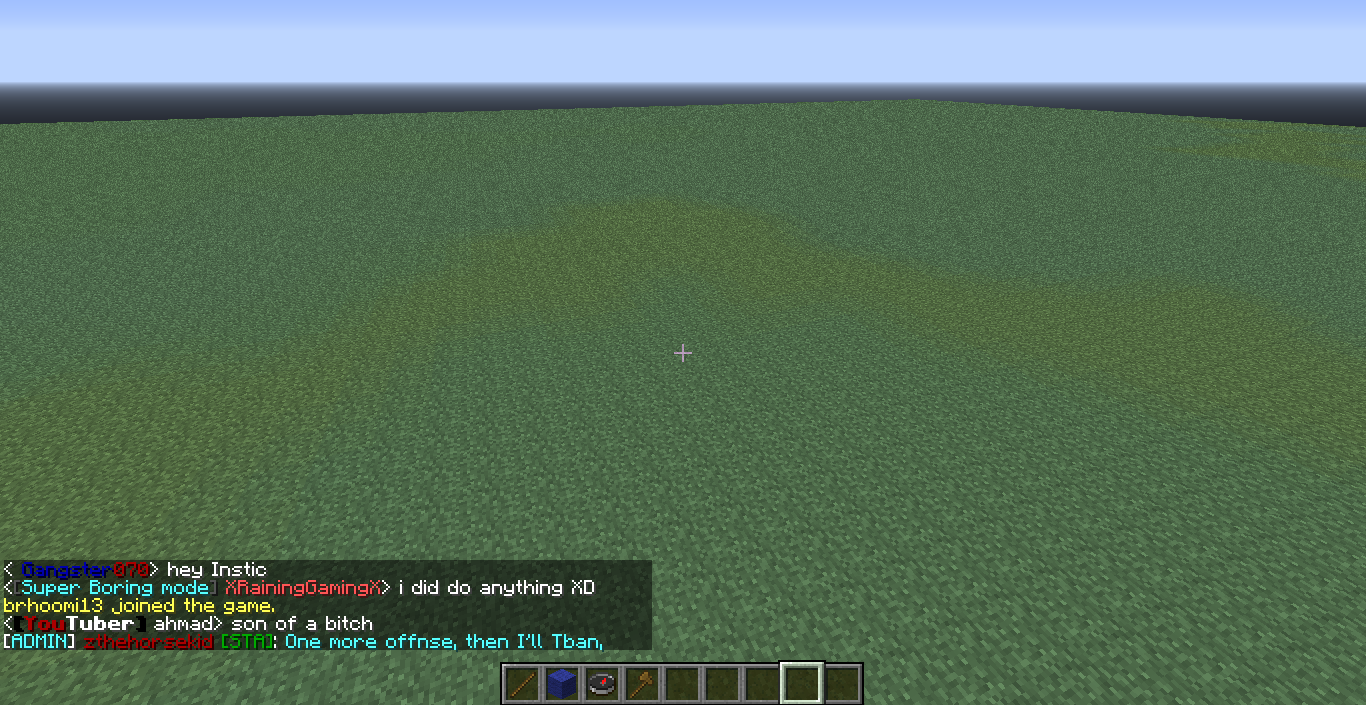 < Gangster070> hey Instic
<[Super Boring mode] XRainingGamingX> i did do anything XD
brhoomi13 joined the game.
<[YouTuber] ahmad> son of a bitch
[ADMIN] zthehorsekid [STA]: One more offnse, then I'll Tban,